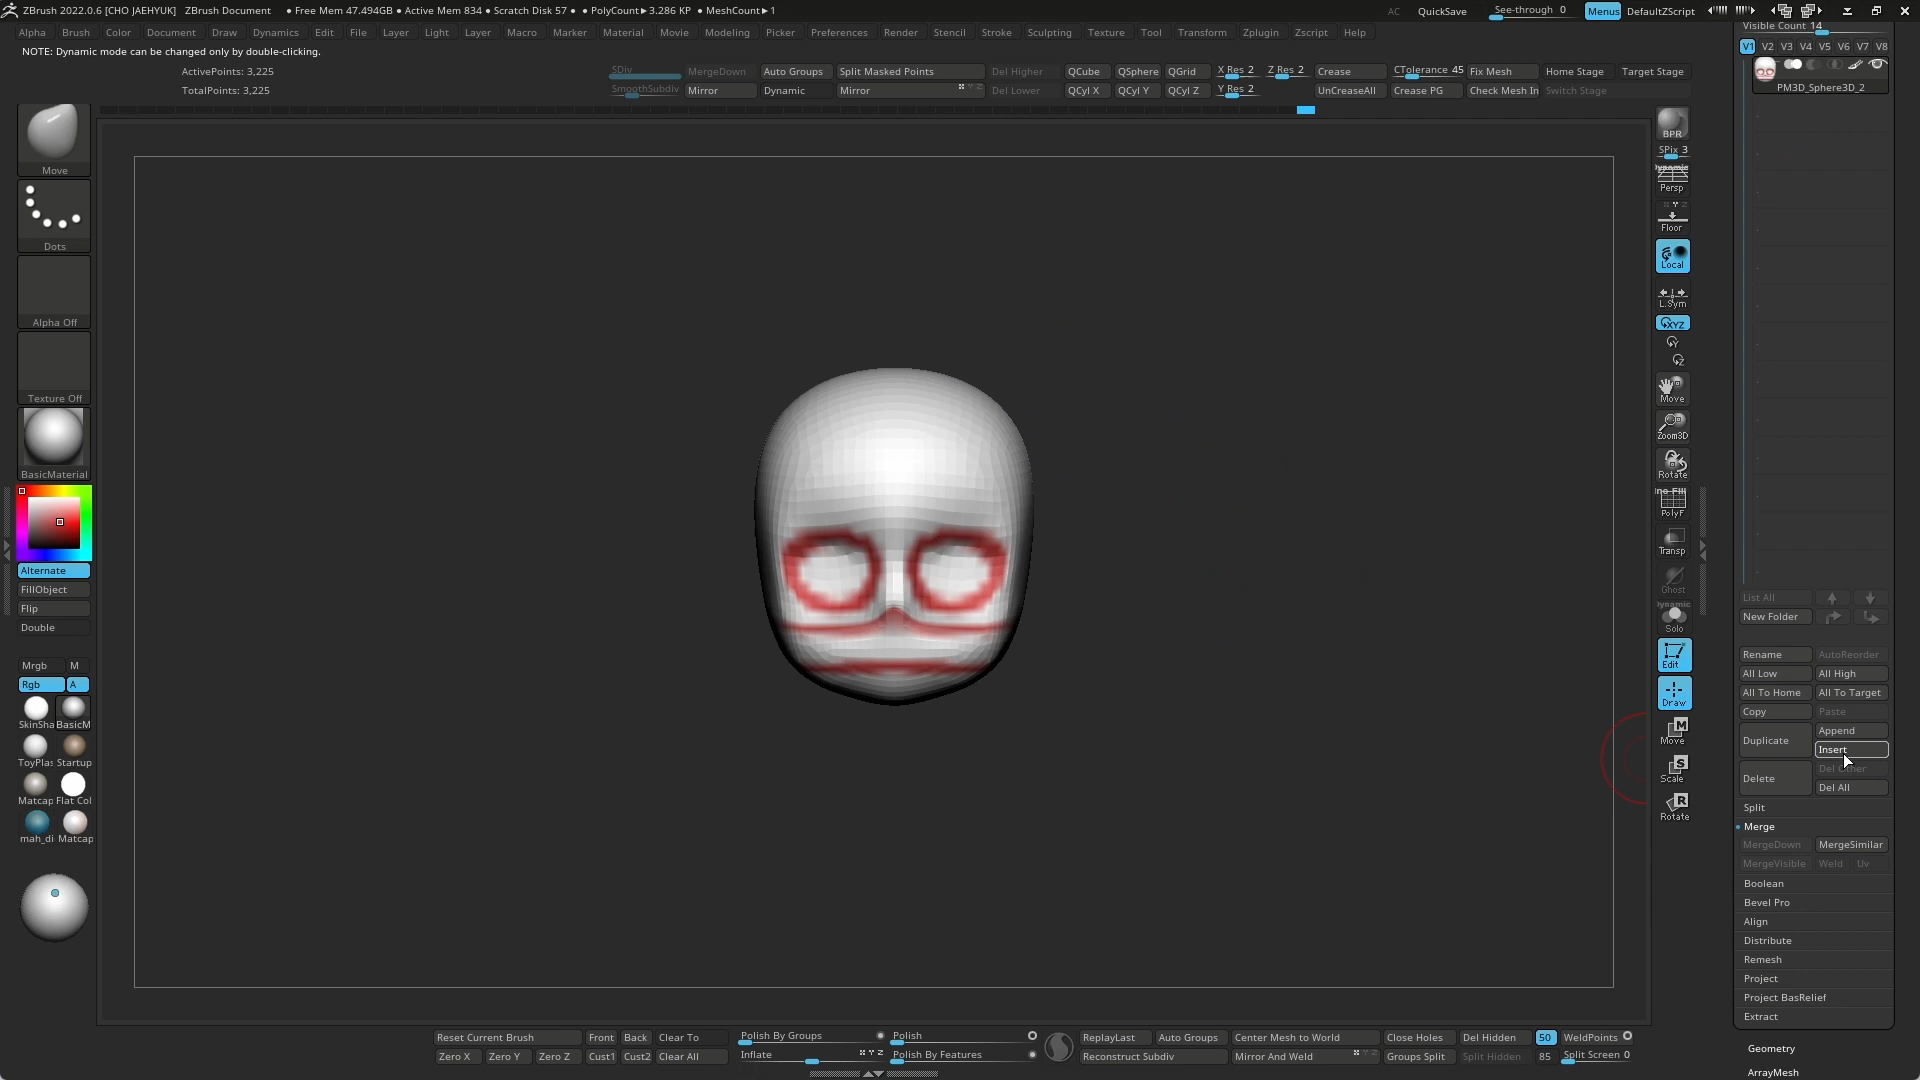 ZBrush 2022.0.6 [CHO JAEHYUK] ZBrush Document • Free Mem 47.494GB • Active Mem 834 • Scratch Disk 57 • • PolyCount▸3.286 KP • MeshCount▸1 AC QuickSave See-through 0 Menus DefaultZScript
Alpha Brush Color Document Draw Dynamics Edit File Layer Light Layer Macro Marker Material Modeling Movie Picker Preferences Render Stencil Stroke Sculpting Texture Tool Transform Zplugin Zscript Help
NOTE: Dynamic mode can be changed only by double-clicking.
ActivePoints: 3,225
TotalPoints: 3,225
SDiv MergeDown Auto Groups Split Masked Points Del Higher QCube QSphere QGrid X Res 2 Z Res 2 Crease CTolerance 45 Fix Mesh Home Stage Target Stage
SmoothSubdiv Mirror Dynamic Mirror Del Lower QCyl X QCyl Y QCyl Z Y Res 2 UnCreaseAll Crease PG Check Mesh In Switch Stage
Move
Dots
Alpha Off
Texture Off
BasicMaterial
Alternate
FillObject
Flip
Double
Mrgb M
Rgb A
SkinSha BasicM
ToyPlas Startup
Matcap Flat Col
mah_di Matcap
BPR
SPix 3
Dynamic
Persp
Floor
Local
L.Sym
XYZ
Y
Z
Move
Zoom3D
Rotate
PolyF
Transp
Ghost
Dynamic
Solo
Edit
Draw
Move
Scale
Rotate
Visible Count 14
V1 V2 V3 V4 V5 V6 V7 V8
PM3D_Sphere3D_2
List All
New Folder
Rename AutoReorder
All Low All High
All To Home All To Target
Copy Paste
Duplicate Append
Insert
Delete Del Other
Del All
Split
Merge
MergeDown MergeSimilar
MergeVisible Weld Uv
Boolean
Bevel Pro
Align
Distribute
Remesh
Project
Project BasRelief
Extract
Geometry
ArrayMesh
Reset Current Brush Front Back Clear To Polish By Groups Polish ReplayLast Auto Groups Center Mesh to World Close Holes Del Hidden 50 WeldPoints
Zero X Zero Y Zero Z Cust1 Cust2 Clear All Inflate Polish By Features Reconstruct Subdiv Mirror And Weld Groups Split Split Hidden 85 Split Screen 0